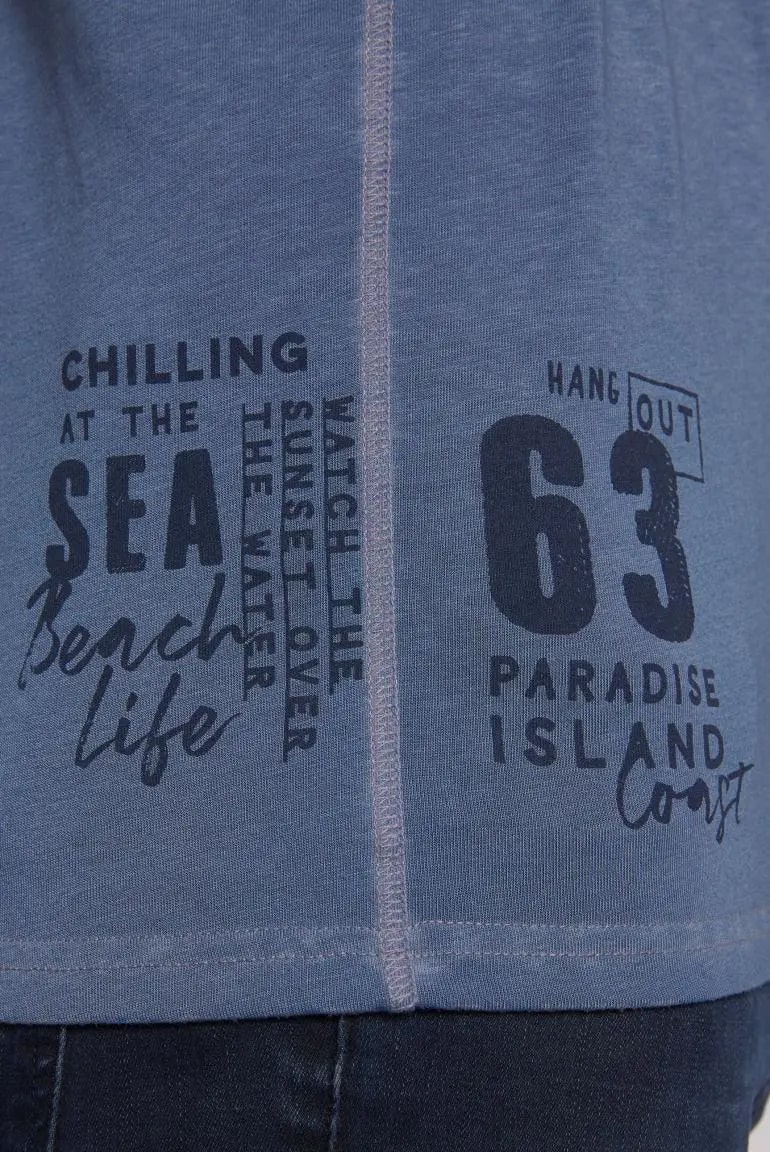 CHILLING
AT THE
SEA
Beach
life
WATCH THE
SUNSET OVER
THE WATER
HANG OUT
63
PARADISE
ISLAND
Coast